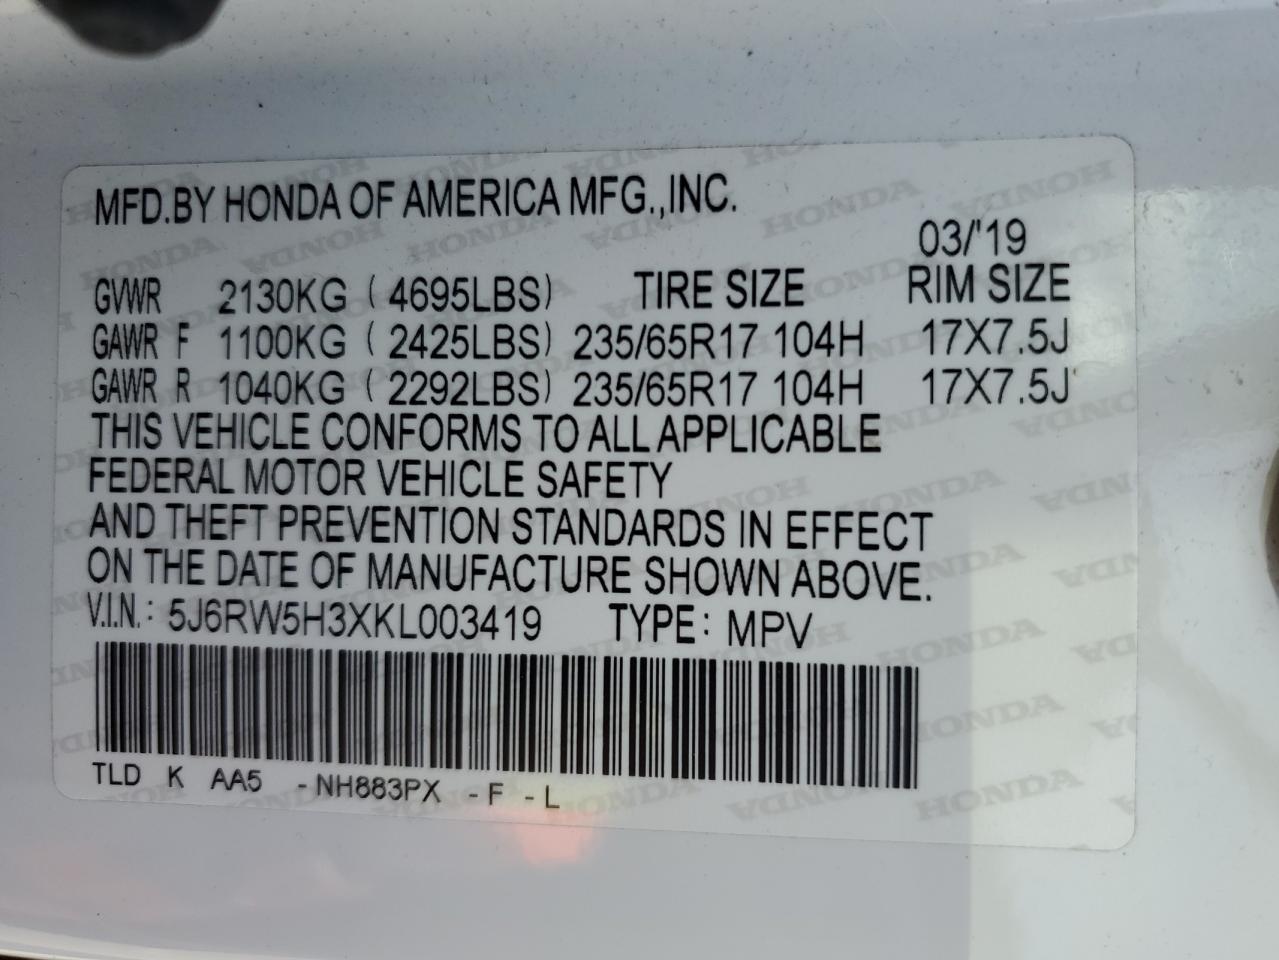 MFD.BY HONDA OF AMERICA MFG.,INC.
03/'19
GVWR 2130KG ( 4695LBS) TIRE SIZE RIM SIZE
GAWR F 1100KG ( 2425LBS) 235/65R17 104H 17X7.5J
GAWR R 1040KG ( 2292LBS) 235/65R17 104H 17X7.5J
THIS VEHICLE CONFORMS TO ALL APPLICABLE
FEDERAL MOTOR VEHICLE SAFETY
AND THEFT PREVENTION STANDARDS IN EFFECT
ON THE DATE OF MANUFACTURE SHOWN ABOVE.
V.I.N.: 5J6RW5H3XKL003419 TYPE: MPV
TLD K AA5 -NH883PX -F -L